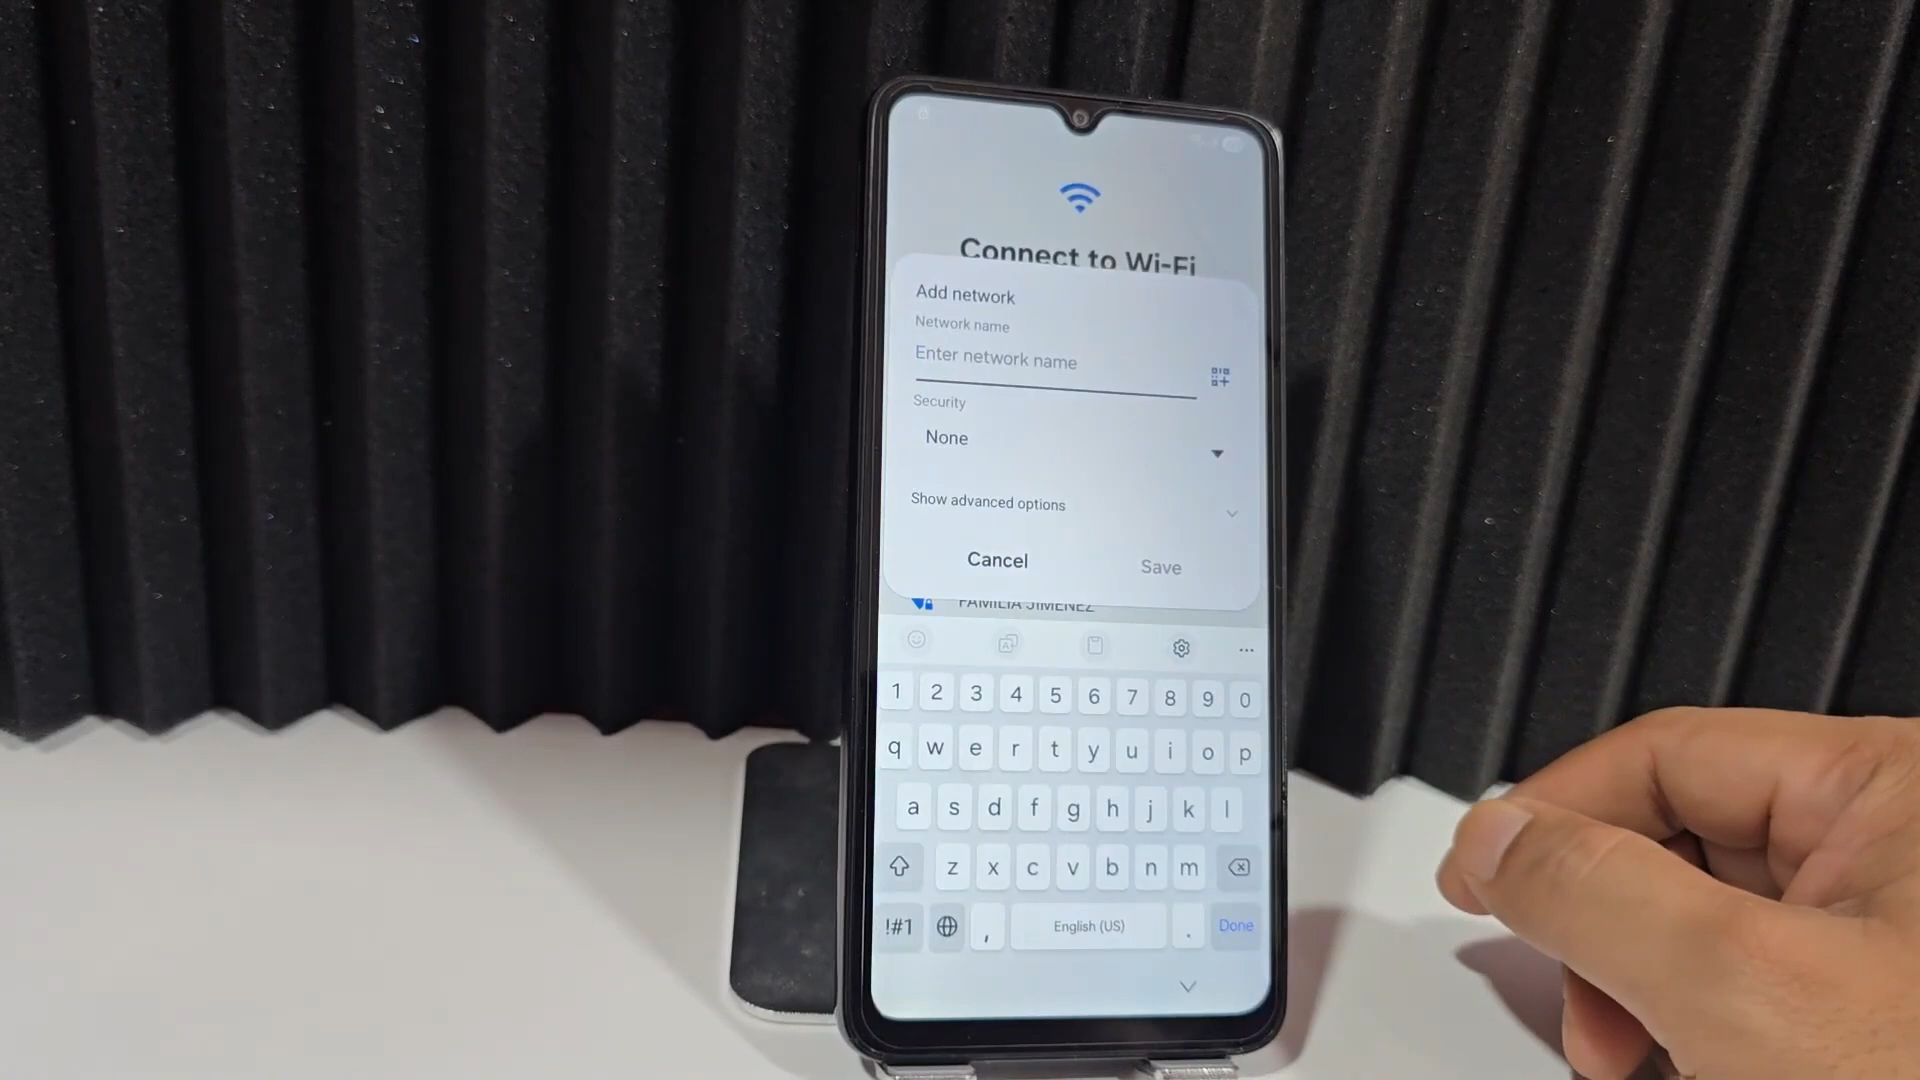 Connect to Wi-Fi
Add network
Network name
Enter network name
Security
None
Show advanced options
Cancel
Save
FAMILIA JIMENEZ
1 2 3 4 5 6 7 8 9 0
q w e r t y u i o p
a s d f g h j k l
z x c v b n m
!#1 , English (US) . Done